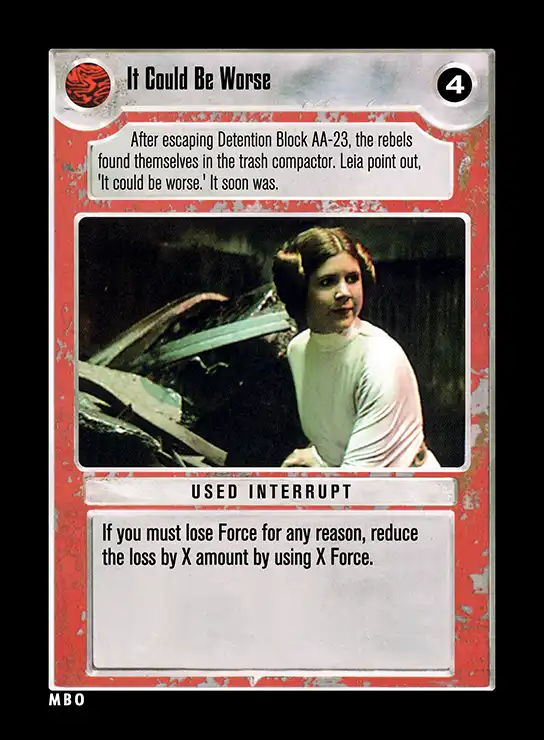 It Could Be Worse
4
After escaping Detention Block AA-23, the rebels
found themselves in the trash compactor. Leia point out,
'It could be worse.' It soon was.
USED INTERRUPT
If you must lose Force for any reason, reduce
the loss by X amount by using X Force.
MBO